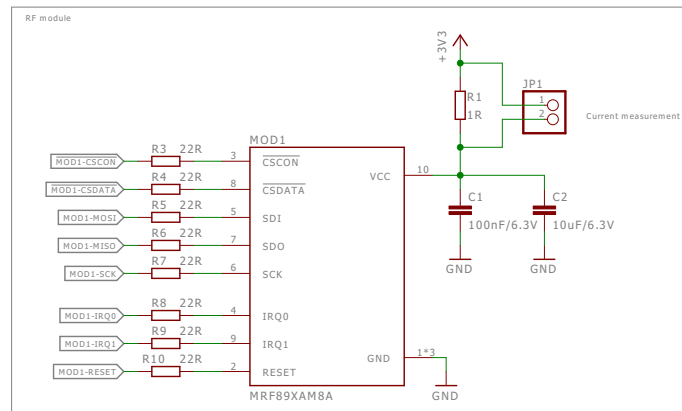 RF module
+3V3
JP1
R1
1R
1
2
Current measurement
MOD1
MOD1-CSCON
R3 22R
3
CSCON
VCC
10
MOD1-CSDATA
R4 22R
8
CSDATA
MOD1-MOSI
R5 22R
5
SDI
C1
100nF/6.3V
C2
10uF/6.3V
MOD1-MISO
R6 22R
7
SDO
MOD1-SCK
R7 22R
6
SCK
GND
GND
MOD1-IRQ0
R8 22R
4
IRQ0
MOD1-IRQ1
R9 22R
9
IRQ1
GND
1*3
MOD1-RESET
R10 22R
2
RESET
GND
MRF89XAM8A